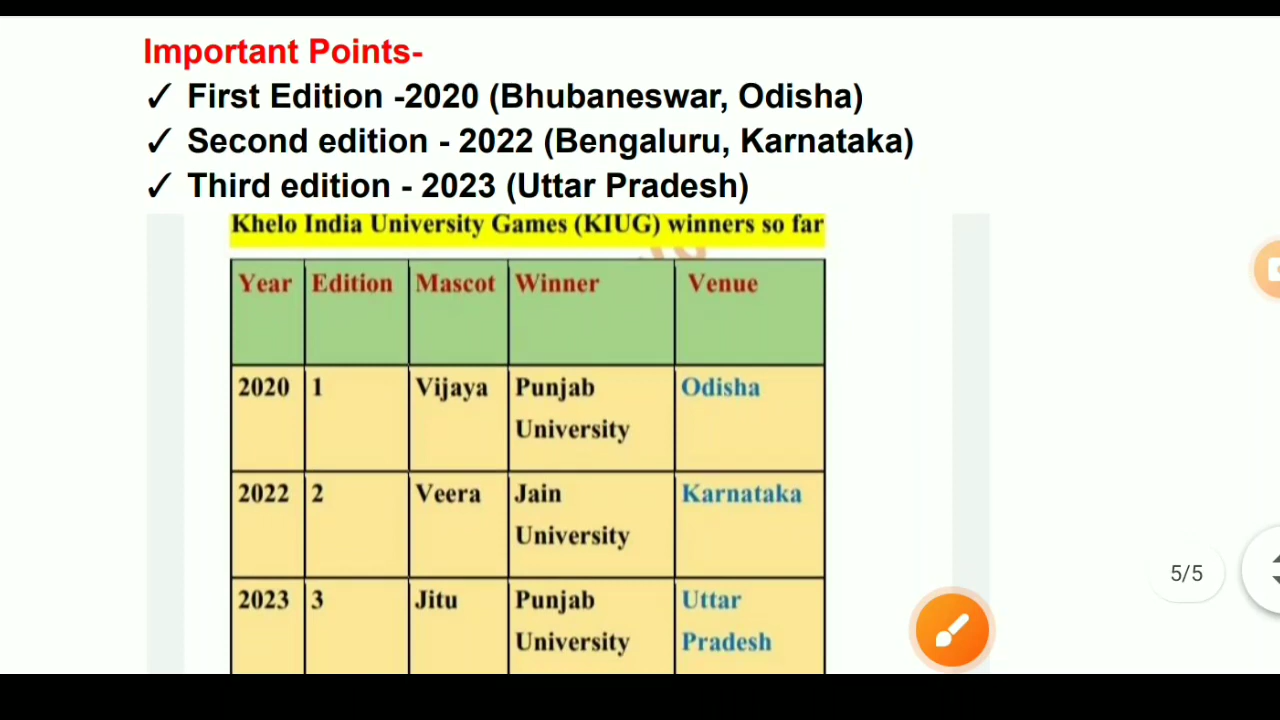 Important Points-
✓ First Edition -2020 (Bhubaneswar, Odisha)
✓ Second edition - 2022 (Bengaluru, Karnataka)
✓ Third edition - 2023 (Uttar Pradesh)
Khelo India University Games (KIUG) winners so far
Year Edition Mascot Winner Venue
2020 1 Vijaya Punjab University Odisha
2022 2 Veera Jain University Karnataka
2023 3 Jitu Punjab University Uttar Pradesh
5/5